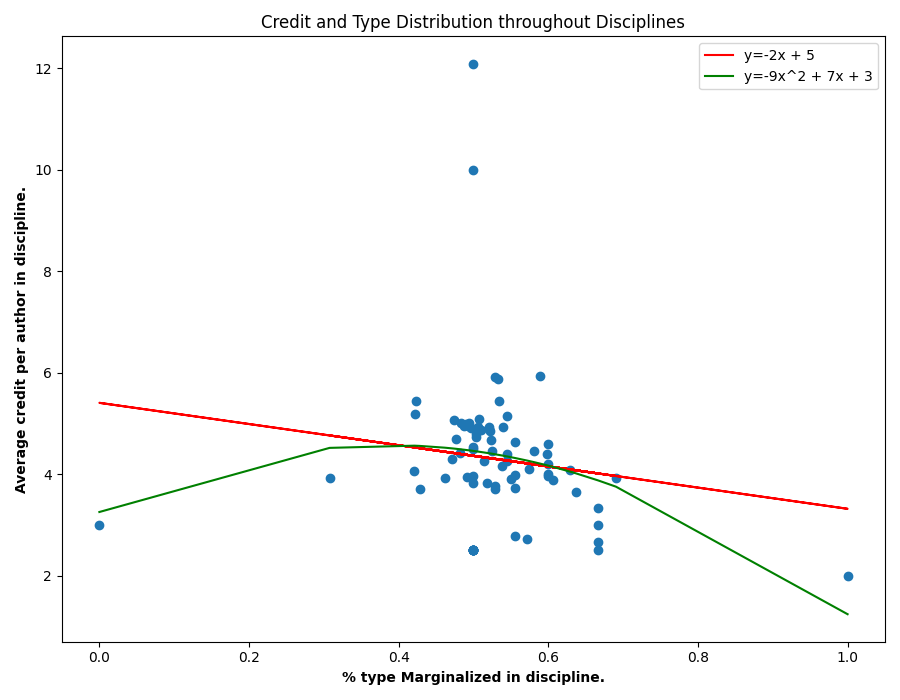 Credit and Type Distribution throughout Disciplines
y=-2x + 5
y=-9x^2 + 7x + 3
12
10
8
6
4
2
Average credit per author in discipline.
0.0 0.2 0.4 0.6 0.8 1.0
% type Marginalized in discipline.